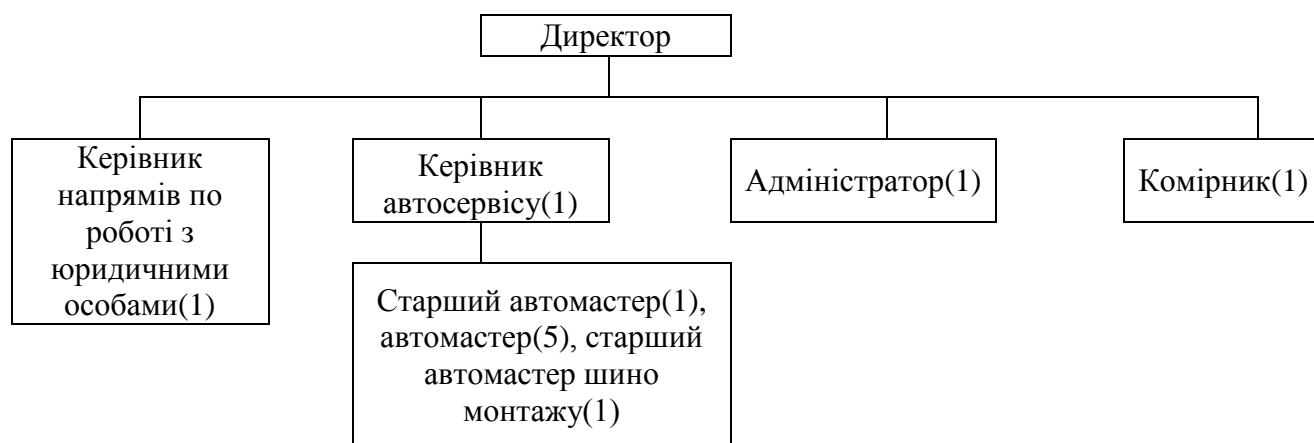 Директор
Керівник
напрямів по
роботі з
юридичними
особами(1)
Керівник
автосервісу(1)
Адміністратор(1)
Комірник(1)
Старший автомастер(1),
автомастер(5), старший
автомастер шино
монтажу(1)